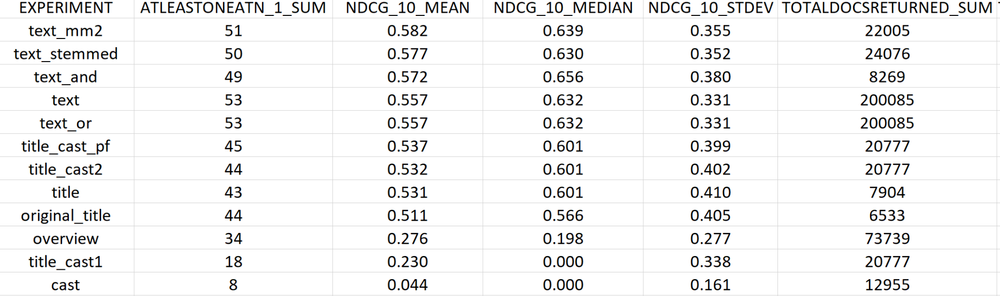 EXPERIMENT ATLEASTONEATN_1_SUM NDCG_10_MEAN NDCG_10_MEDIAN NDCG_10_STDEV TOTALDOCSRETURNED_SUM
text_mm2 51 0.582 0.639 0.355 22005
text_stemmed 50 0.577 0.630 0.352 24076
text_and 49 0.572 0.656 0.380 8269
text 53 0.557 0.632 0.331 200085
text_or 53 0.557 0.632 0.331 200085
title_cast_pf 45 0.537 0.601 0.399 20777
title_cast2 44 0.532 0.601 0.402 20777
title 43 0.531 0.601 0.410 7904
original_title 44 0.511 0.566 0.405 6533
overview 34 0.276 0.198 0.277 73739
title_cast1 18 0.230 0.000 0.338 20777
cast 8 0.044 0.000 0.161 12955